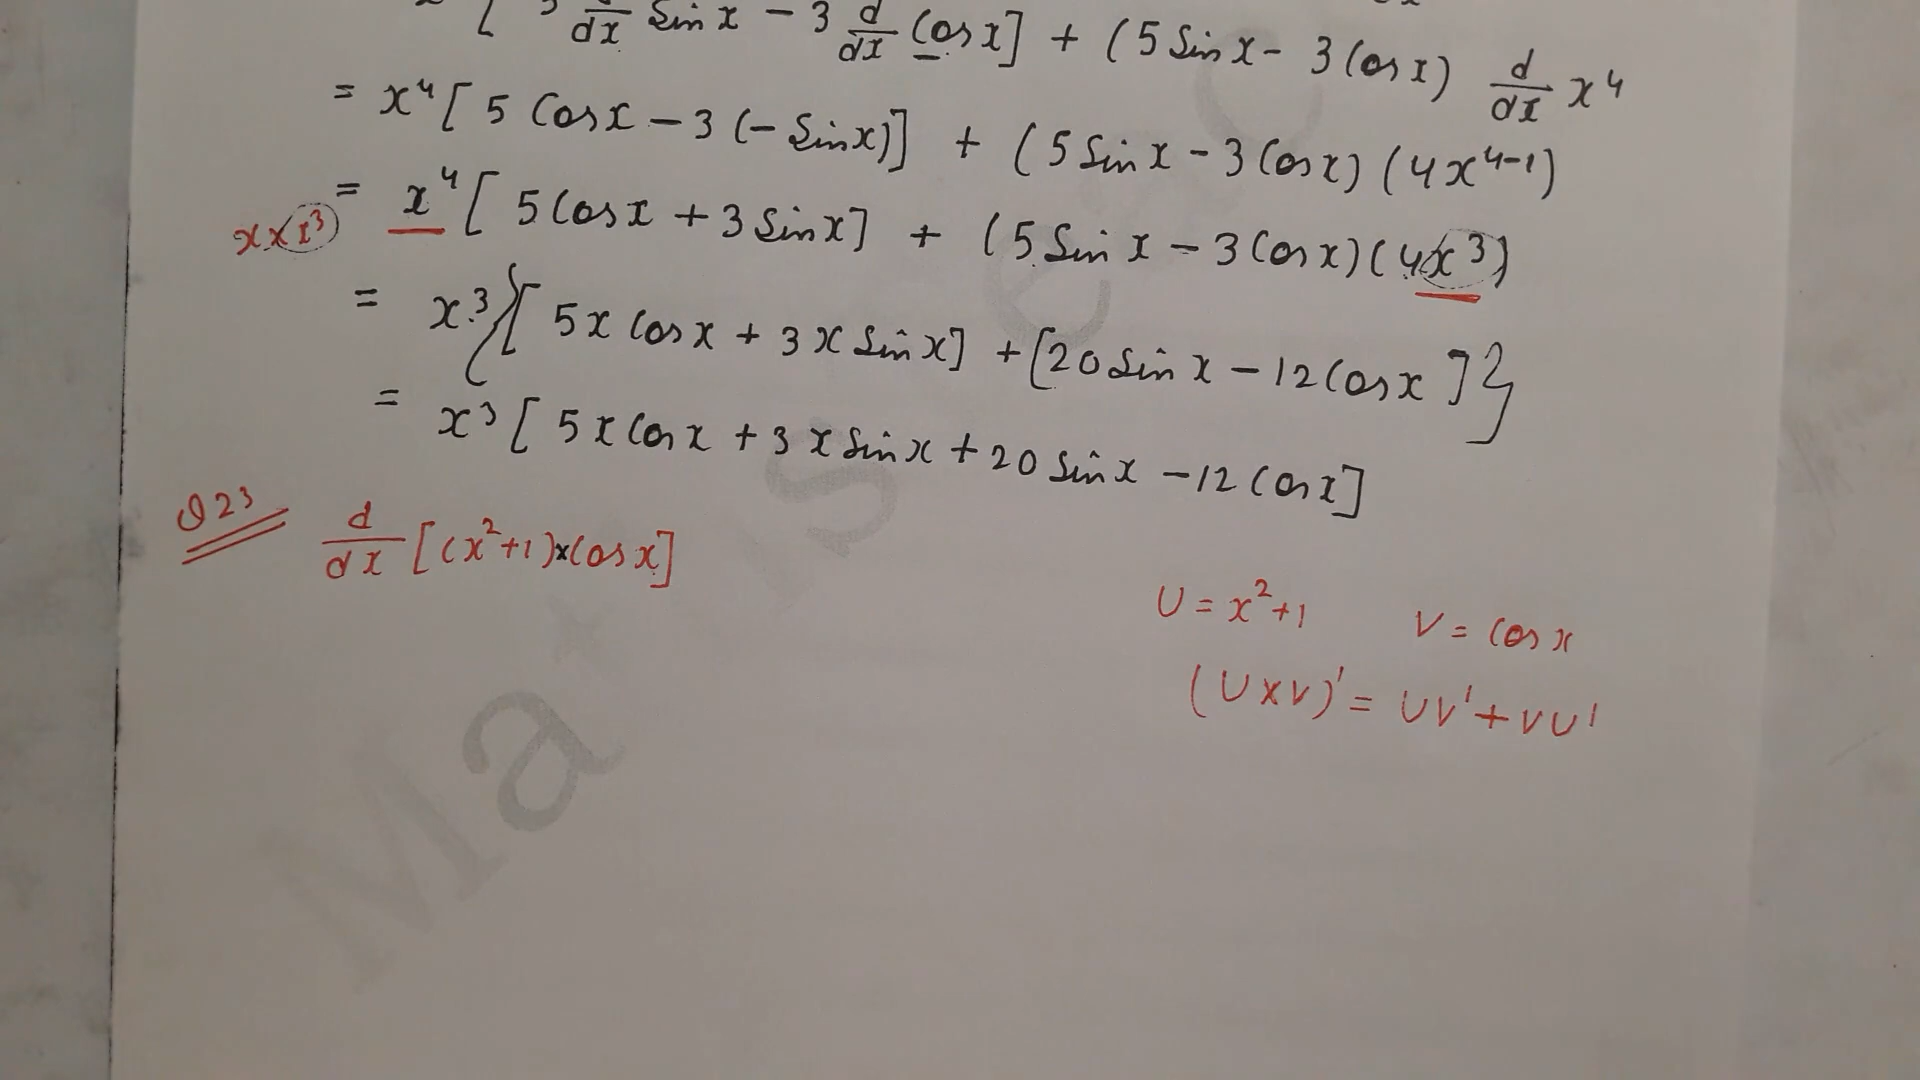 [ d/dx Sin x - 3 d/dx Cos x] + (5 Sin x - 3 Cos x) d/dx x⁴
= x⁴[ 5 Cos x - 3 (- Sin x)] + (5 Sin x - 3 Cos x) (4x⁴⁻¹)
x×x³ = x⁴[ 5 Cos x + 3 Sin x] + (5 Sin x - 3 Cos x)(4x³)
= x³{[ 5x Cos x + 3x Sin x] + [20 Sin x - 12 Cos x]}
= x³[ 5x Cos x + 3x Sin x + 20 Sin x - 12 Cos x]
Q23 d/dx [(x²+1)×Cos x]
U = x²+1 V = Cos x
(U×V)' = UV' + VU'
Ma